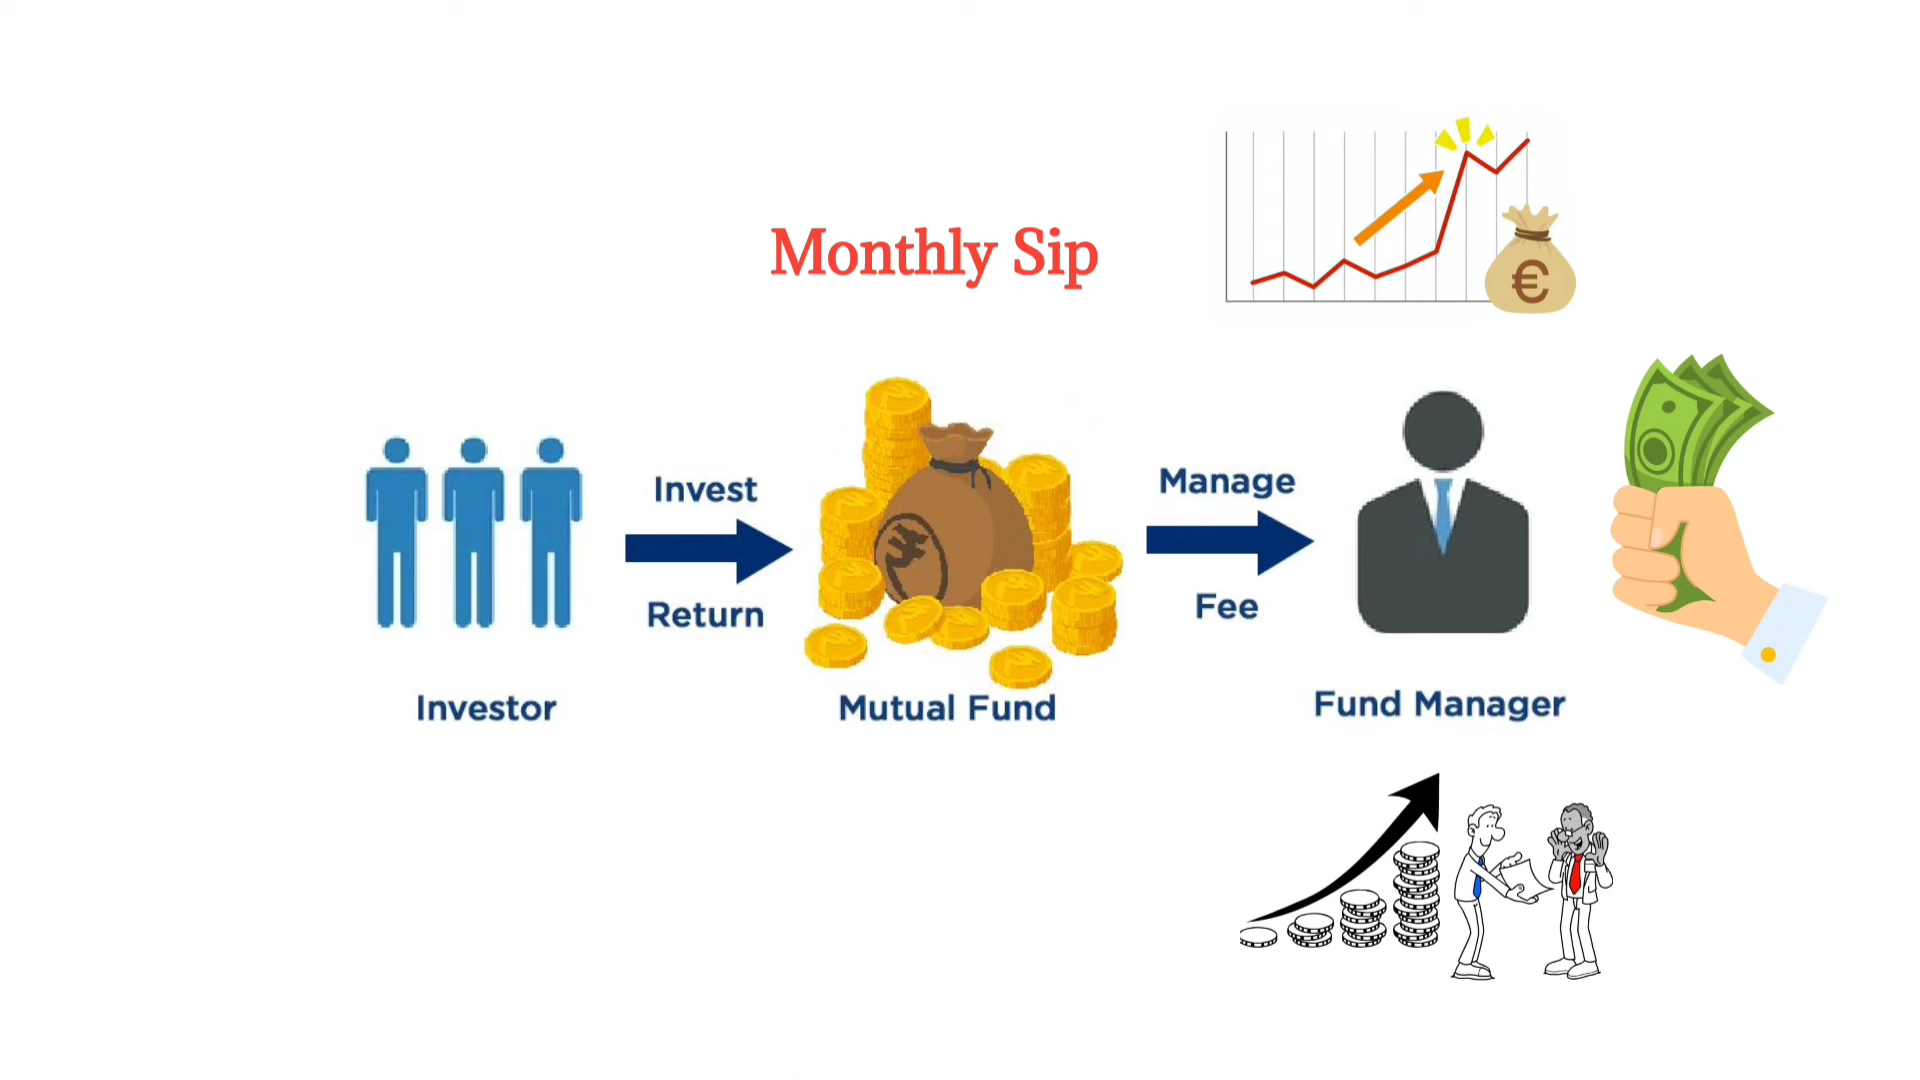 Monthly Sip
€
Invest
Return
Manage
Fee
₹
Investor
Mutual Fund
Fund Manager